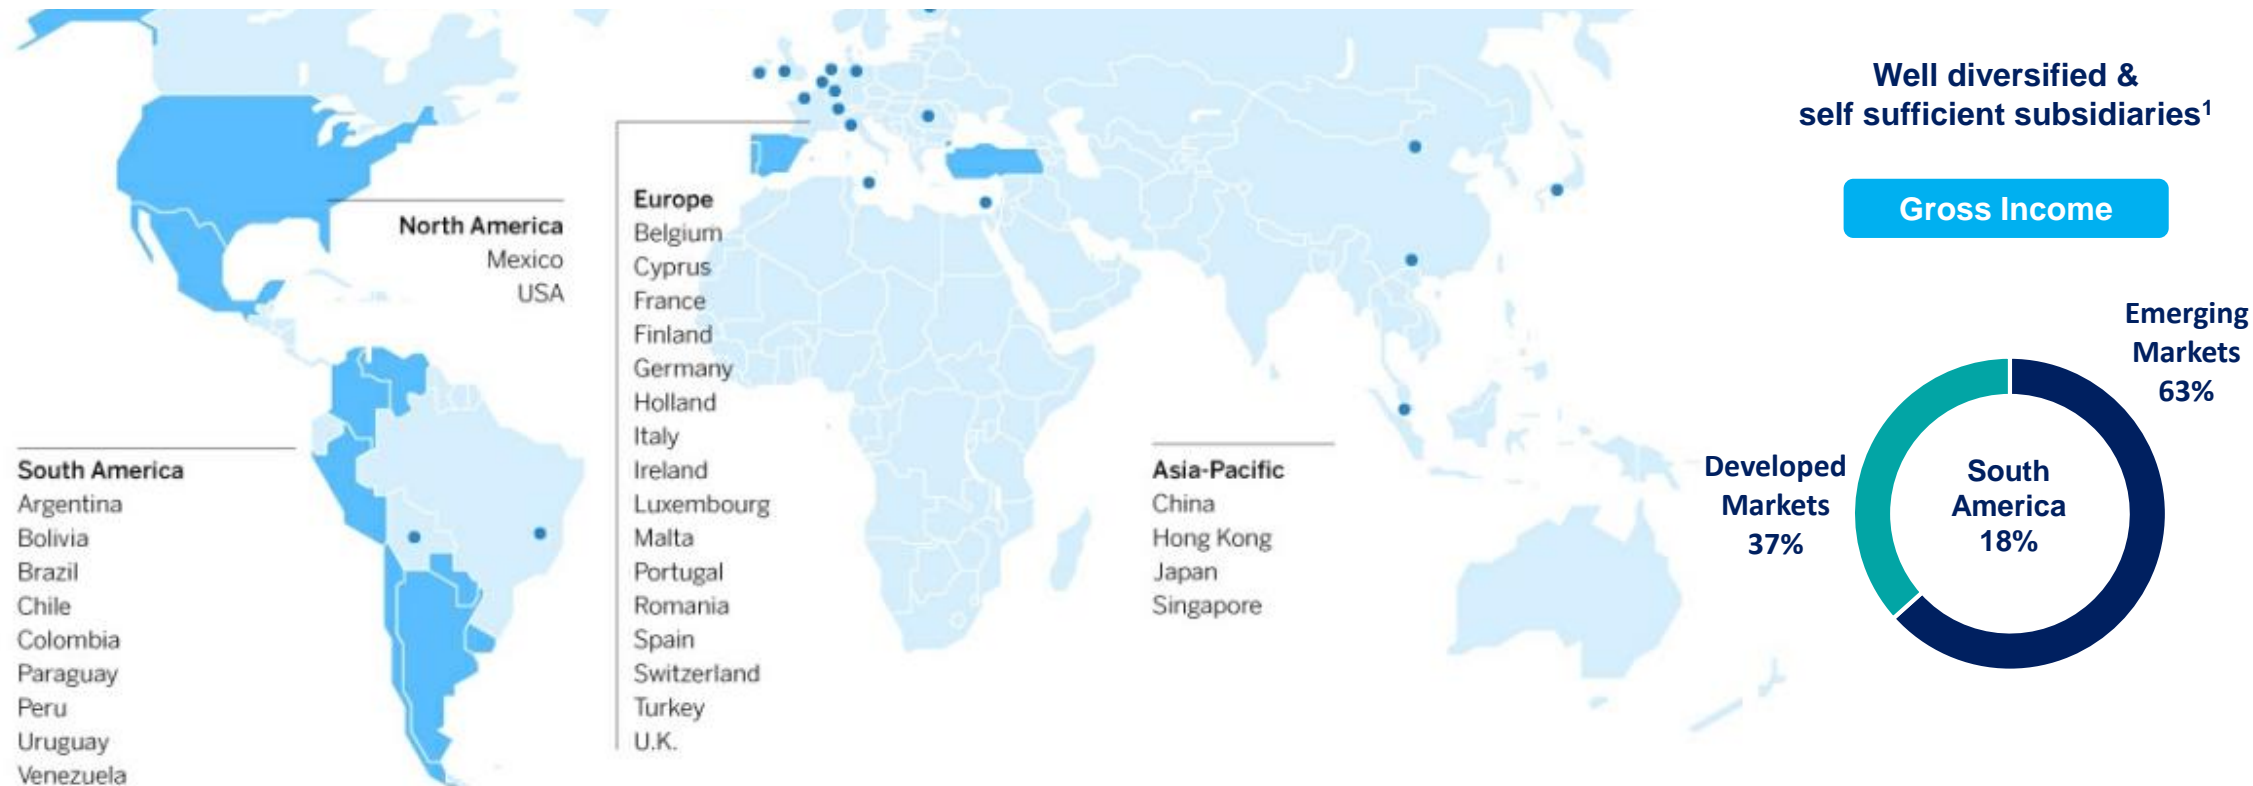 Well diversified &
self sufficient subsidiaries¹
Gross Income
North America
Mexico
USA
South America
Argentina
Bolivia
Brazil
Chile
Colombia
Paraguay
Peru
Uruguay
Venezuela
Europe
Belgium
Cyprus
France
Finland
Germany
Holland
Italy
Ireland
Luxembourg
Malta
Portugal
Romania
Spain
Switzerland
Turkey
U.K.
Asia-Pacific
China
Hong Kong
Japan
Singapore
Emerging
Markets
63%
Developed
Markets
37%
South
America
18%